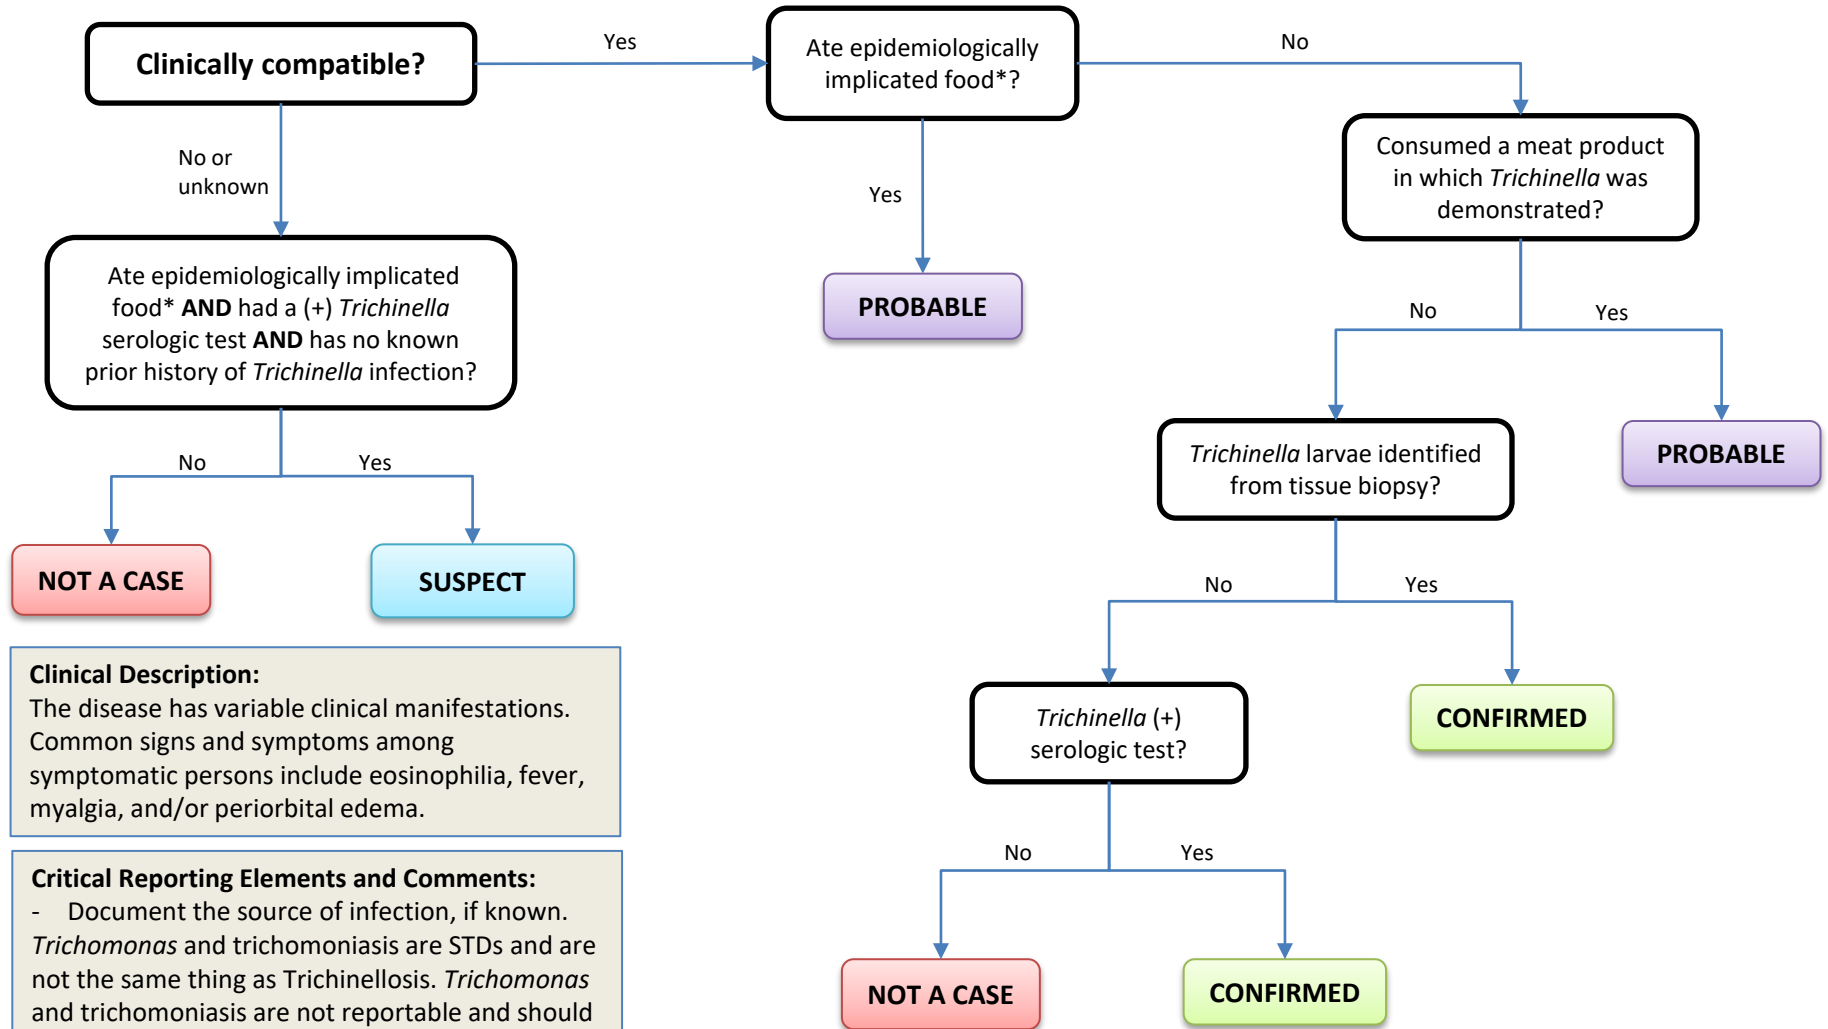 Clinically compatible?
Yes
Ate epidemiologically
implicated food*?
No
No or
unknown
Yes
Consumed a meat product
in which Trichinella was
demonstrated?
Ate epidemiologically implicated
food* AND had a (+) Trichinella
serologic test AND has no known
prior history of Trichinella infection?
PROBABLE
No
Yes
No
Yes
Trichinella larvae identified
from tissue biopsy?
PROBABLE
NOT A CASE
SUSPECT
No
Yes
Clinical Description:
The disease has variable clinical manifestations.
Common signs and symptoms among
symptomatic persons include eosinophilia, fever,
myalgia, and/or periorbital edema.
Trichinella (+)
serologic test?
CONFIRMED
No
Yes
Critical Reporting Elements and Comments:
- Document the source of infection, if known.
Trichomonas and trichomoniasis are STDs and are
not the same thing as Trichinellosis. Trichomonas
and trichomoniasis are not reportable and should
NOT A CASE
CONFIRMED